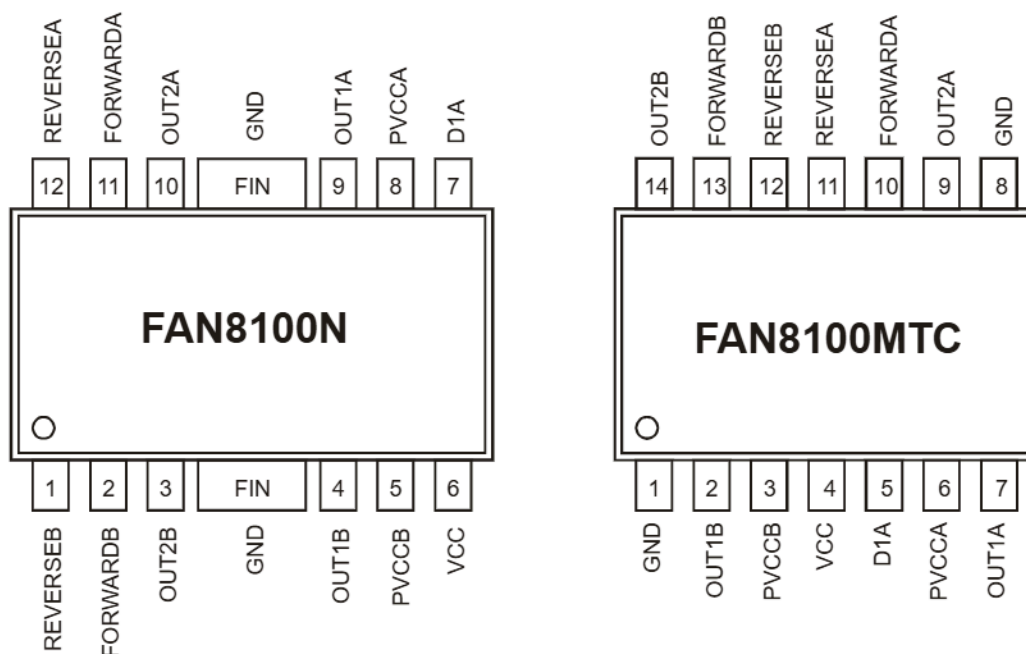 REVERSEA FORWARDA OUT2A GND OUT1A PVCCA D1A
12 11 10 FIN 9 8 7
FAN8100N
1 2 3 FIN 4 5 6
REVERSEB FORWARDB OUT2B GND OUT1B PVCCB VCC
OUT2B FORWARDB REVERSEB REVERSEA FORWARDA OUT2A GND
14 13 12 11 10 9 8
FAN8100MTC
1 2 3 4 5 6 7
GND OUT1B PVCCB VCC D1A PVCCA OUT1A